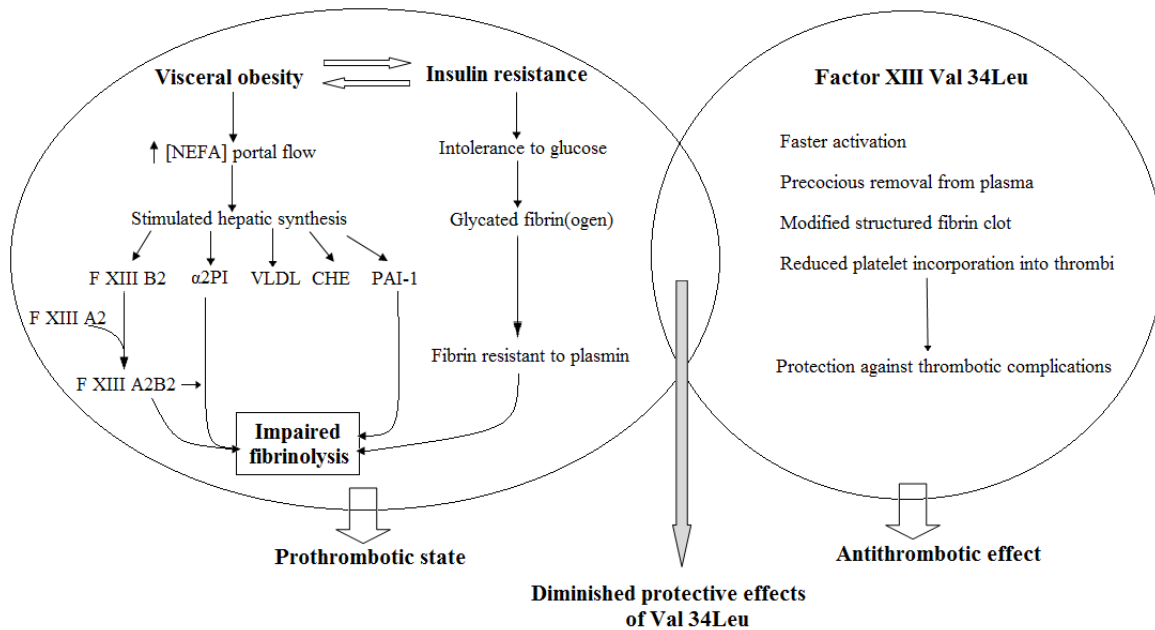 Visceral obesity
Insulin resistance
Factor XIII Val 34Leu
↑ [NEFA] portal flow
Intolerance to glucose
Faster activation
Precocious removal from plasma
Stimulated hepatic synthesis
Glycated fibrin(ogen)
Modified structured fibrin clot
Reduced platelet incorporation into thrombi
F XIII B2
α2PI
VLDL
CHE
PAI-1
F XIII A2
Fibrin resistant to plasmin
Protection against thrombotic complications
F XIII A2B2
Impaired
fibrinolysis
Prothrombotic state
Antithrombotic effect
Diminished protective effects
of Val 34Leu